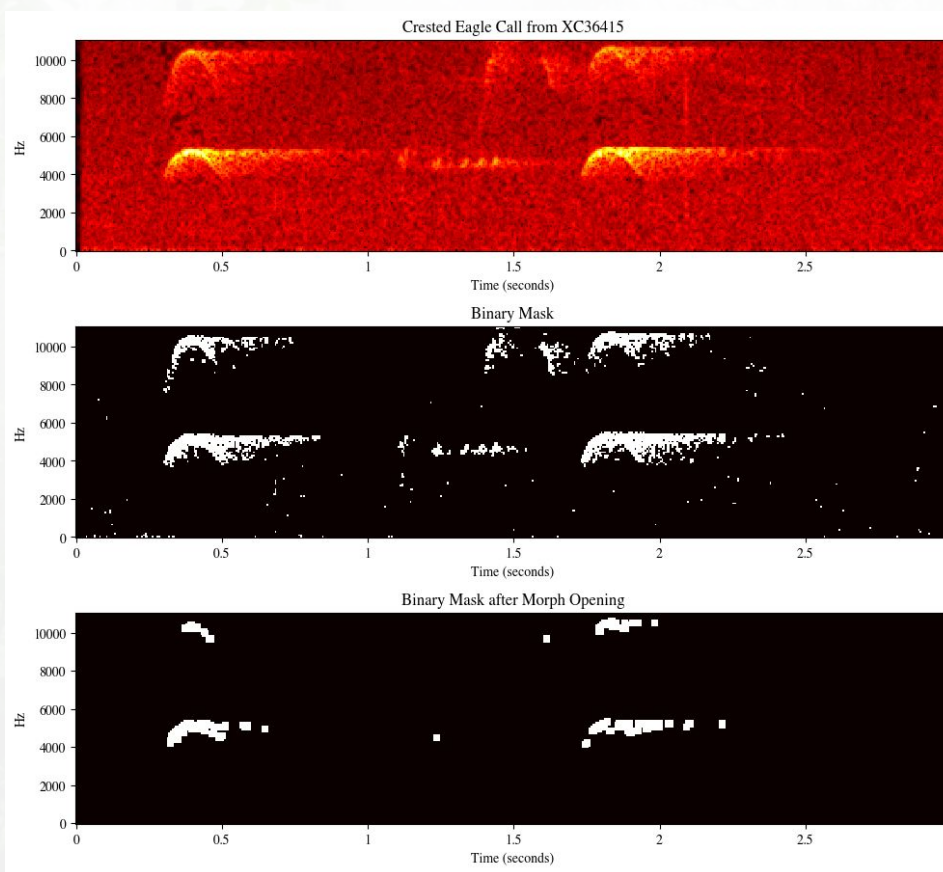 Crested Eagle Call from XC36415
10000
8000
6000
4000
2000
0
Hz
0 0.5 1 1.5 2 2.5
Time (seconds)
Binary Mask
10000
8000
6000
4000
2000
0
Hz
0 0.5 1 1.5 2 2.5
Time (seconds)
Binary Mask after Morph Opening
10000
8000
6000
4000
2000
0
Hz
0 0.5 1 1.5 2 2.5
Time (seconds)